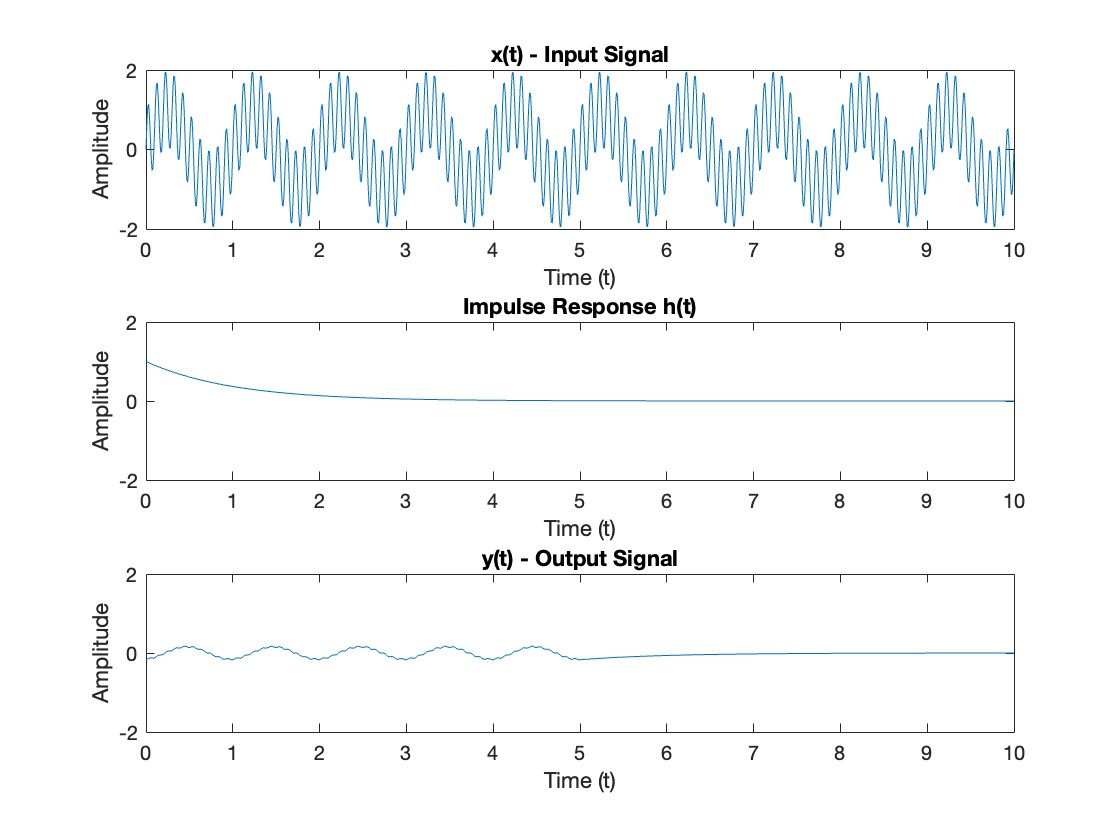 x(t) - Input Signal
Amplitude
2
0
-2
0 1 2 3 4 5 6 7 8 9 10
Time (t)
Impulse Response h(t)
Amplitude
2
0
-2
0 1 2 3 4 5 6 7 8 9 10
Time (t)
y(t) - Output Signal
Amplitude
2
0
-2
0 1 2 3 4 5 6 7 8 9 10
Time (t)